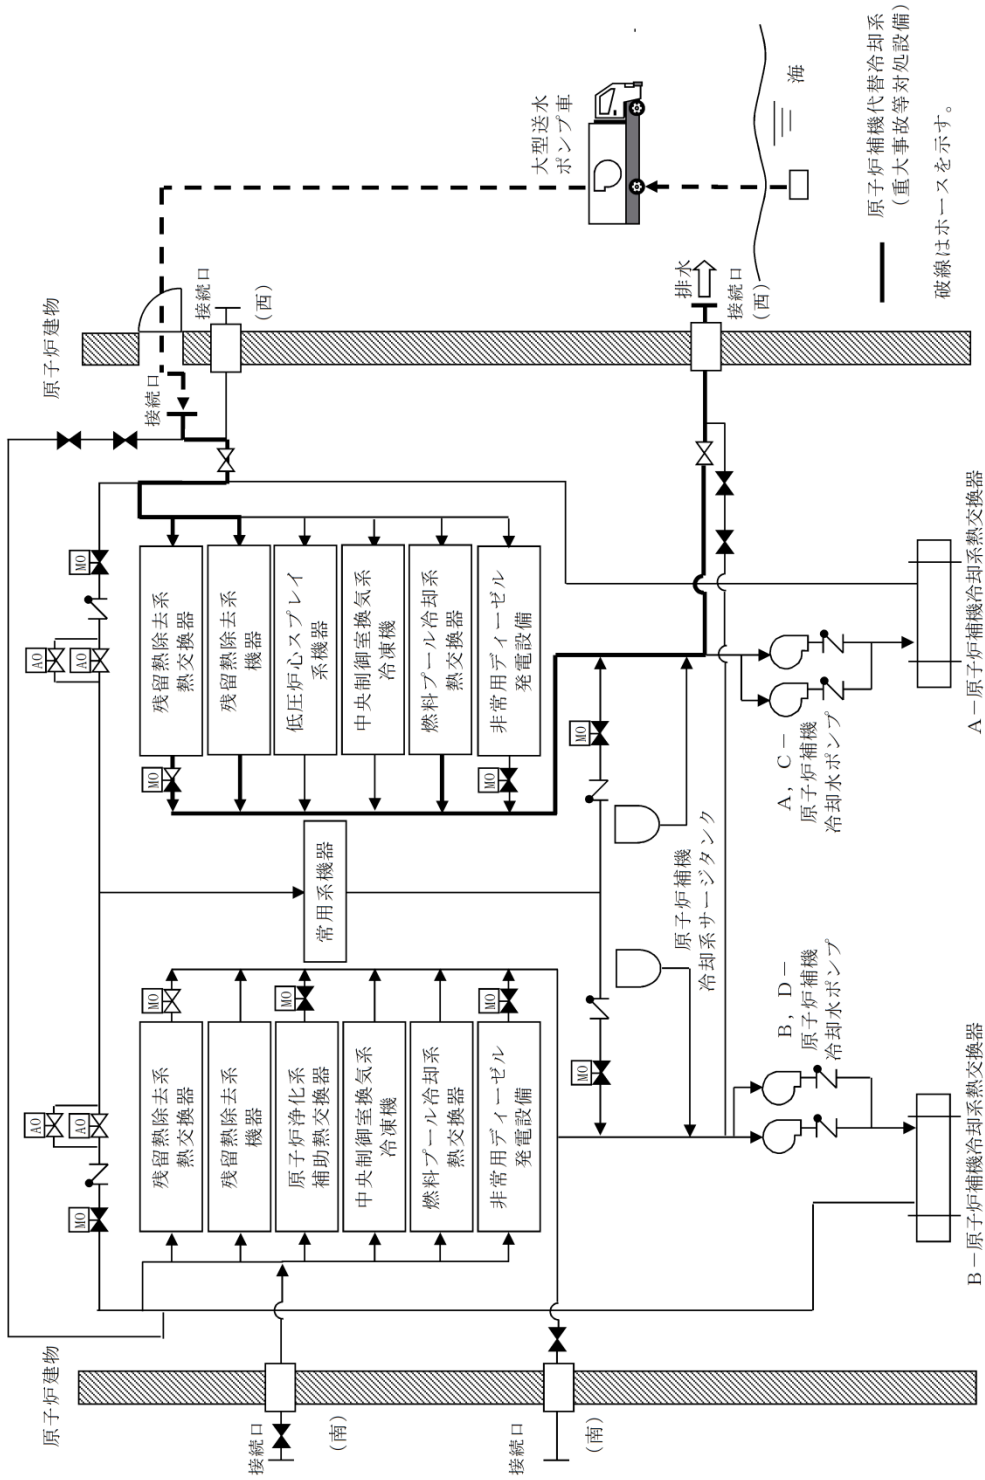 原子炉建物
原子炉建物
接続口
(南)
接続口
(南)
MO
AO
AO
AO
AO
MO
MO
残留熱除去系
熱交換器
残留熱除去系
機器
MO
原子炉浄化系
補助熱交換器
中央制御室換気系
冷凍機
燃料プール冷却系
熱交換器
MO
非常用ディーゼル
発電設備
常用系機器
MO
残留熱除去系
熱交換器
残留熱除去系
機器
低圧炉心スプレイ
系機器
中央制御室換気系
冷凍機
燃料プール冷却系
熱交換器
MO
非常用ディーゼル
発電設備
MO
MO
原子炉補機
冷却系サージタンク
B,D-
原子炉補機
冷却水ポンプ
A,C-
原子炉補機
冷却水ポンプ
B-原子炉補機冷却系熱交換器
A-原子炉補機冷却系熱交換器
接続口
接続口
(西)
排水
接続口
(西)
大型送水
ポンプ車
海
原子炉補機代替冷却系
(重大事故等対処設備)
破線はホースを示す。